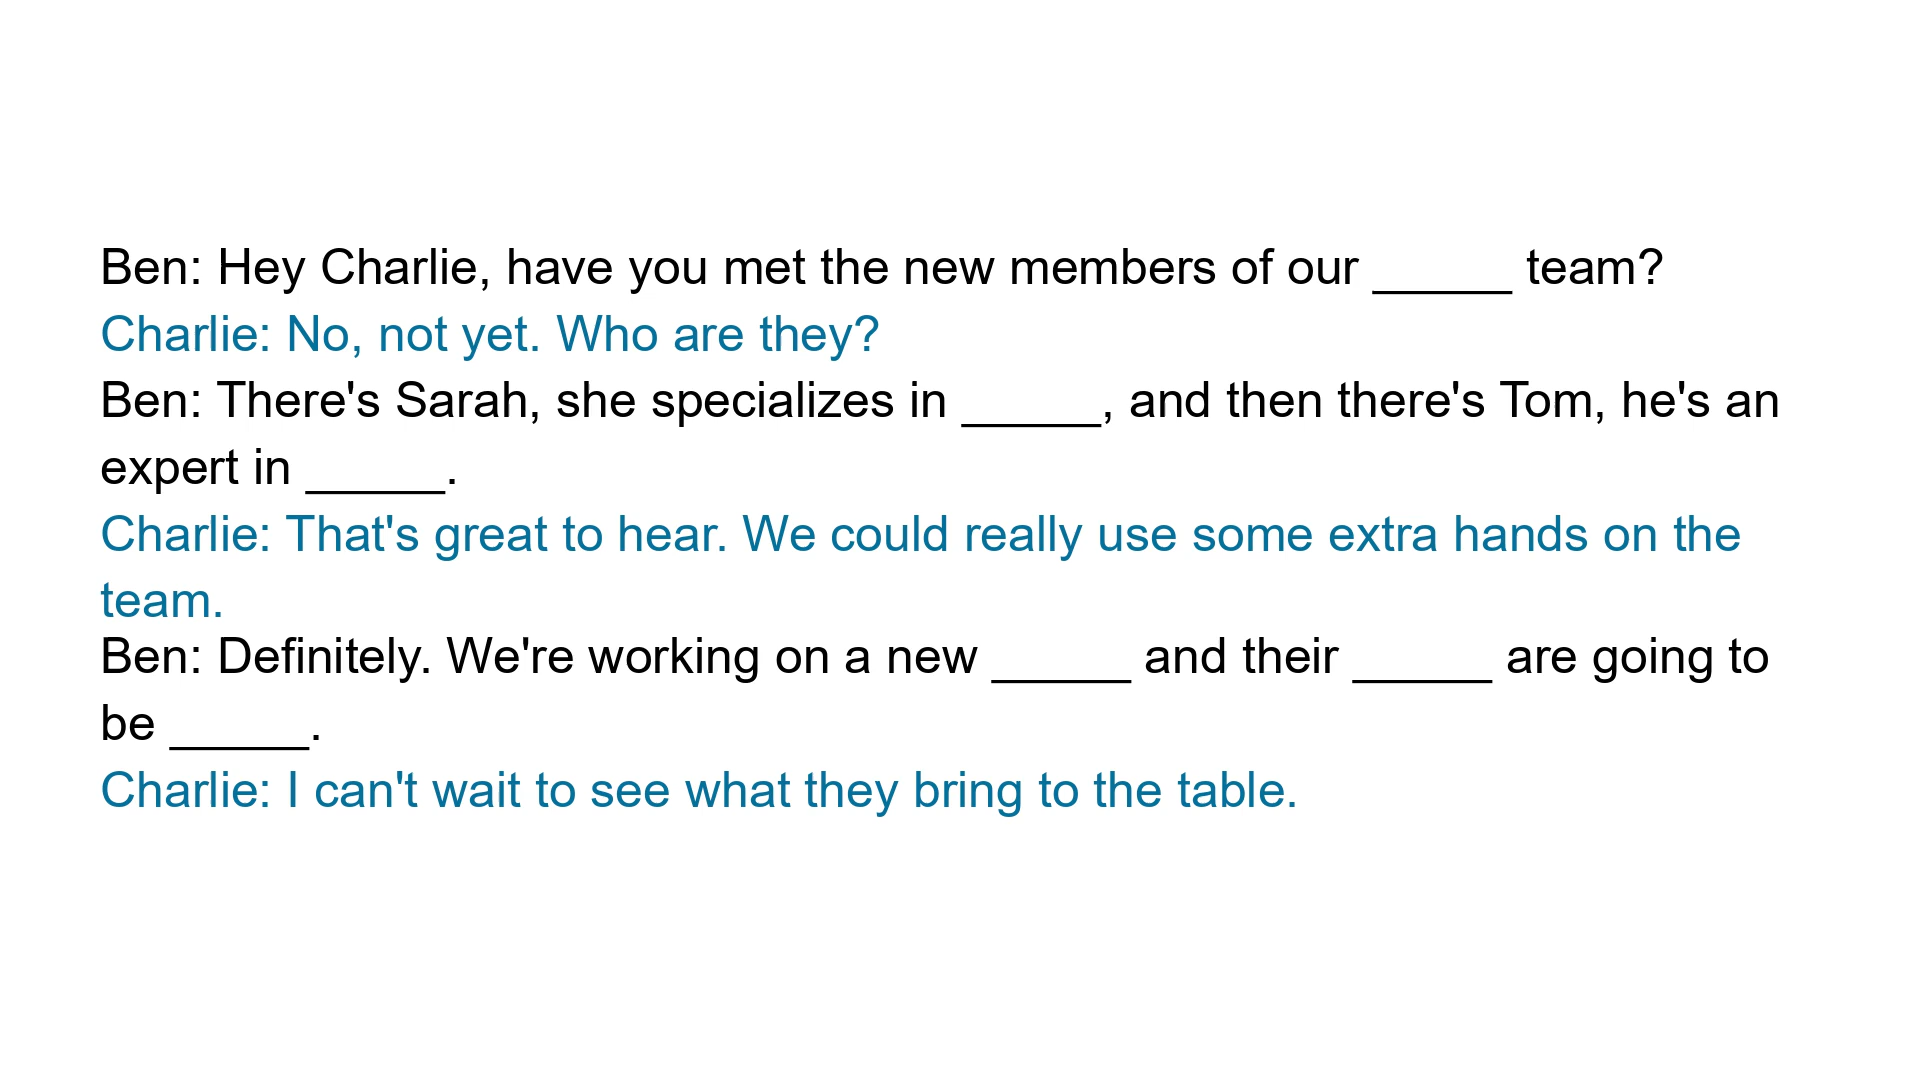 Ben: Hey Charlie, have you met the new members of our _____ team?
Charlie: No, not yet. Who are they?
Ben: There's Sarah, she specializes in _____, and then there's Tom, he's an
expert in _____.
Charlie: That's great to hear. We could really use some extra hands on the
team.
Ben: Definitely. We're working on a new _____ and their _____ are going to
be _____.
Charlie: I can't wait to see what they bring to the table.